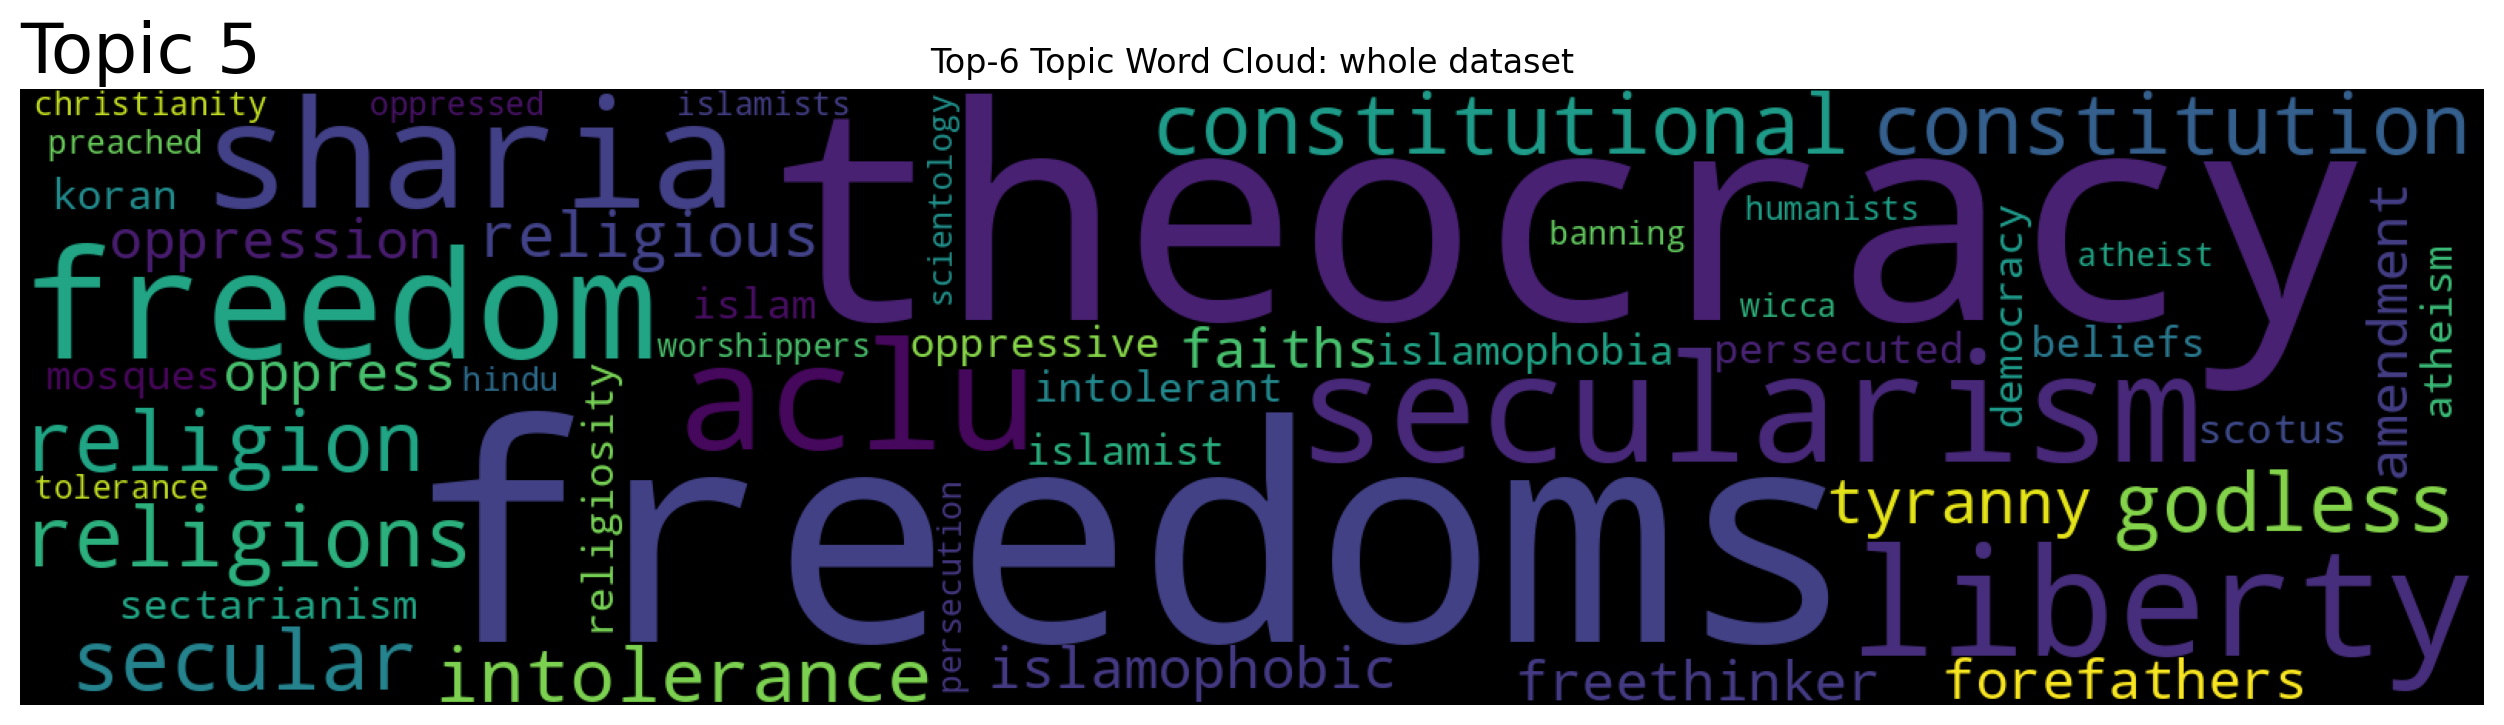 Topic 5
Top-6 Topic Word Cloud: whole dataset
christianity
oppressed
islamists
sharia
scientology
theocracy
constitutional
constitution
preached
koran
oppression
religious
humanists
banning
democracy
atheist
amendment
atheism
freedom
islam
wicca
worshippers
oppressive
faiths
islamophobia
persecuted
beliefs
mosques
oppress
hindu
religiosity
aclu
intolerant
secularism
scotus
religion
islamist
tolerance
freedoms
persecution
tyranny
godless
religions
liberty
sectarianism
secular
intolerance
islamophobic
freethinker
forefathers